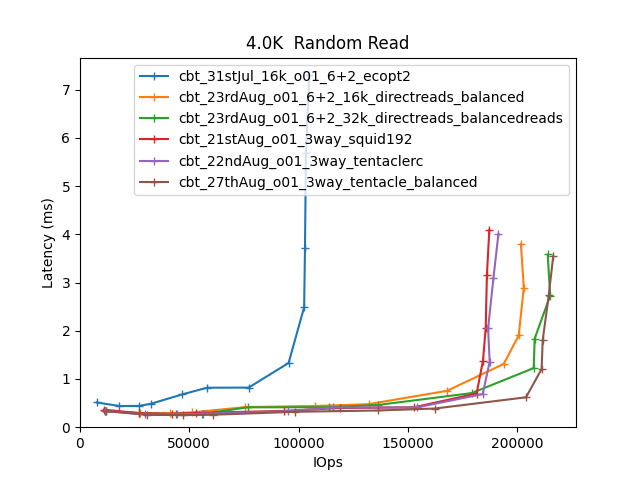 4.0K  Random Read
cbt_31stJul_16k_o01_6+2_ecopt2
cbt_23rdAug_o01_6+2_16k_directreads_balanced
cbt_23rdAug_o01_6+2_32k_directreads_balancedreads
cbt_21stAug_o01_3way_squid192
cbt_22ndAug_o01_3way_tentaclerc
cbt_27thAug_o01_3way_tentacle_balanced
Latency (ms)
7
6
5
4
3
2
1
0
0 50000 100000 150000 200000
IOps